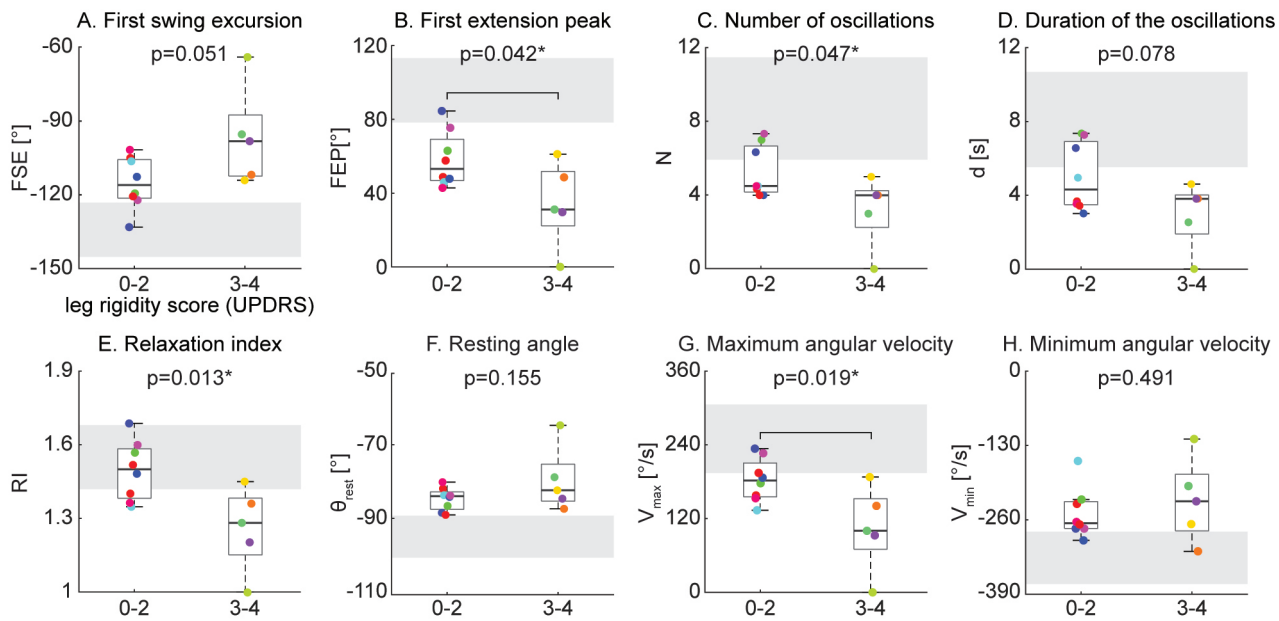 A. First swing excursion
p=0.051
FSE [°]
-60
-90
-120
-150
0-2
3-4
leg rigidity score (UPDRS)
B. First extension peak
p=0.042*
FEP[°]
120
80
40
0
0-2
3-4
C. Number of oscillations
p=0.047*
N
12
8
4
0
0-2
3-4
D. Duration of the oscillations
p=0.078
d [s]
12
8
4
0
0-2
3-4
E. Relaxation index
p=0.013*
RI
1.9
1.6
1.3
1
0-2
3-4
F. Resting angle
p=0.155
θrest [°]
-50
-70
-90
-110
0-2
3-4
G. Maximum angular velocity
p=0.019*
Vmax [°/s]
360
240
120
0
0-2
3-4
H. Minimum angular velocity
p=0.491
Vmin [°/s]
0
-130
-260
-390
0-2
3-4